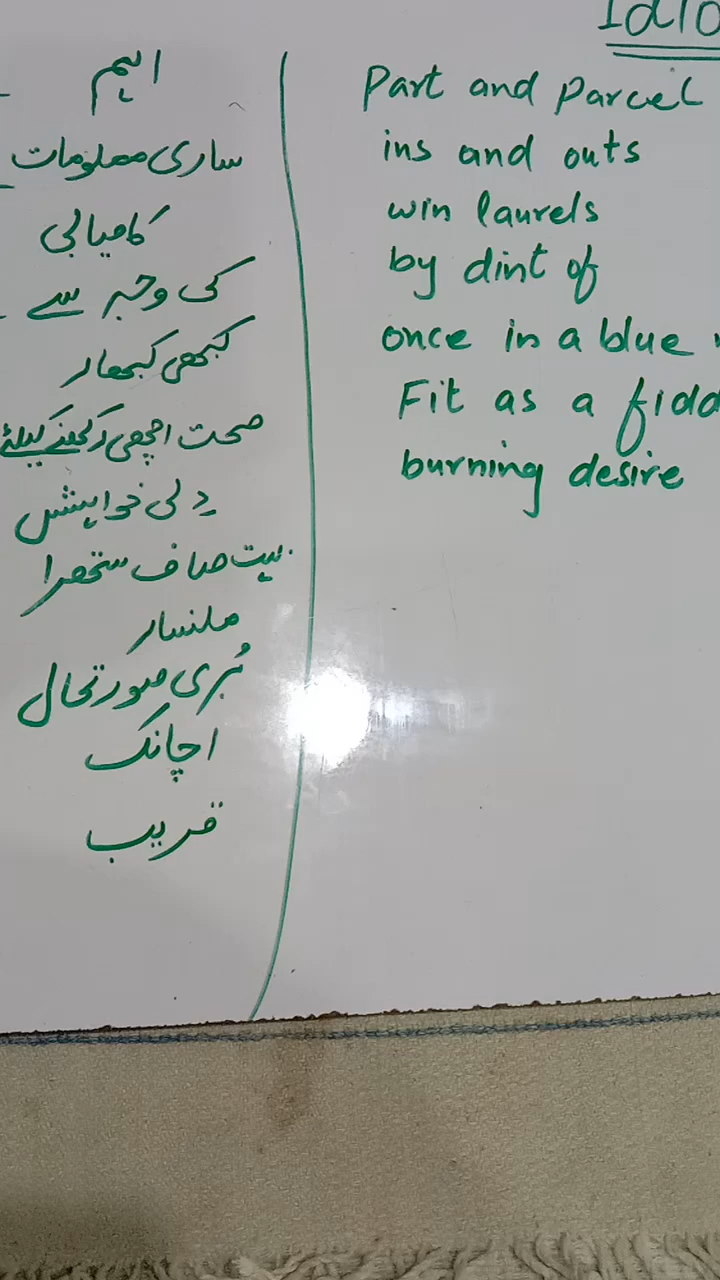 Idio
اہم
ساری معلومات
کامیابی
کی وجہ سے
کبھی کبھار
صحت اچھی رکھنے کیلئے
دلی خواہش
بہت صاف ستھرا
ملنسار
بُری صورتحال
اچانک
قریب
Part and parcel
ins and outs
win laurels
by dint of
once in a blue
Fit as a fidd
burning desire